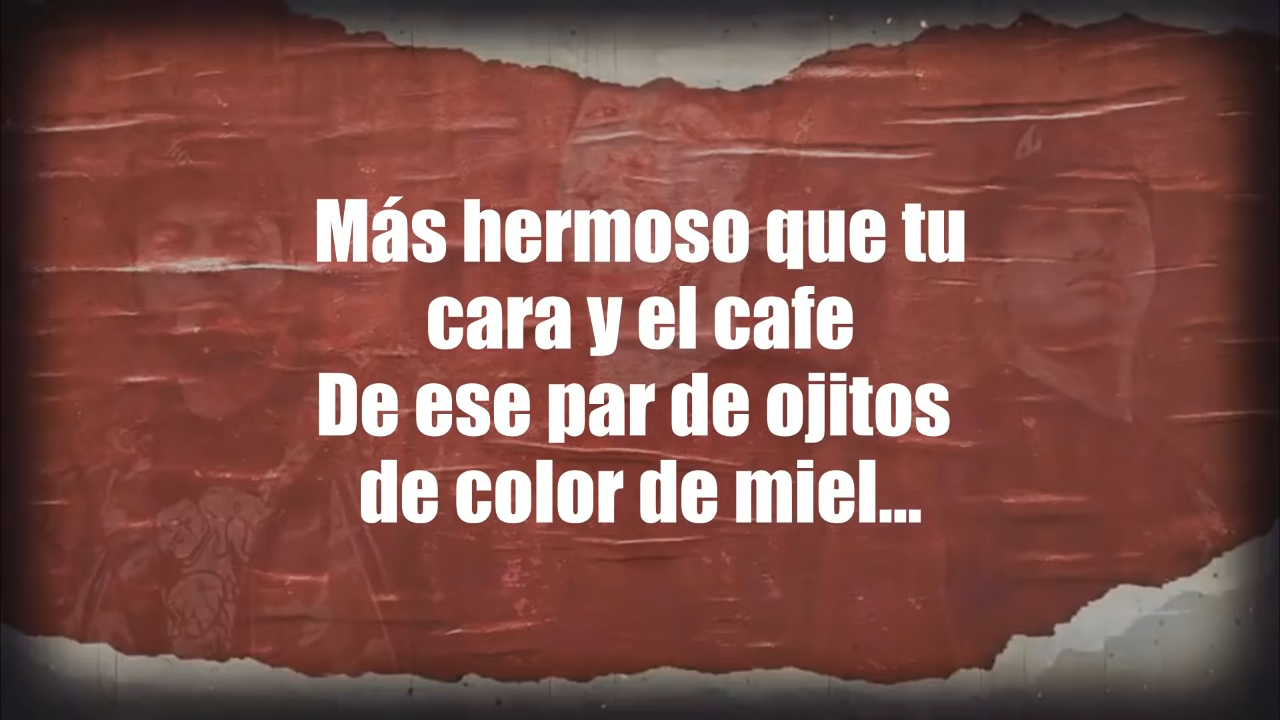 Más hermoso que tu
cara y el cafe
De ese par de ojitos
de color de miel...